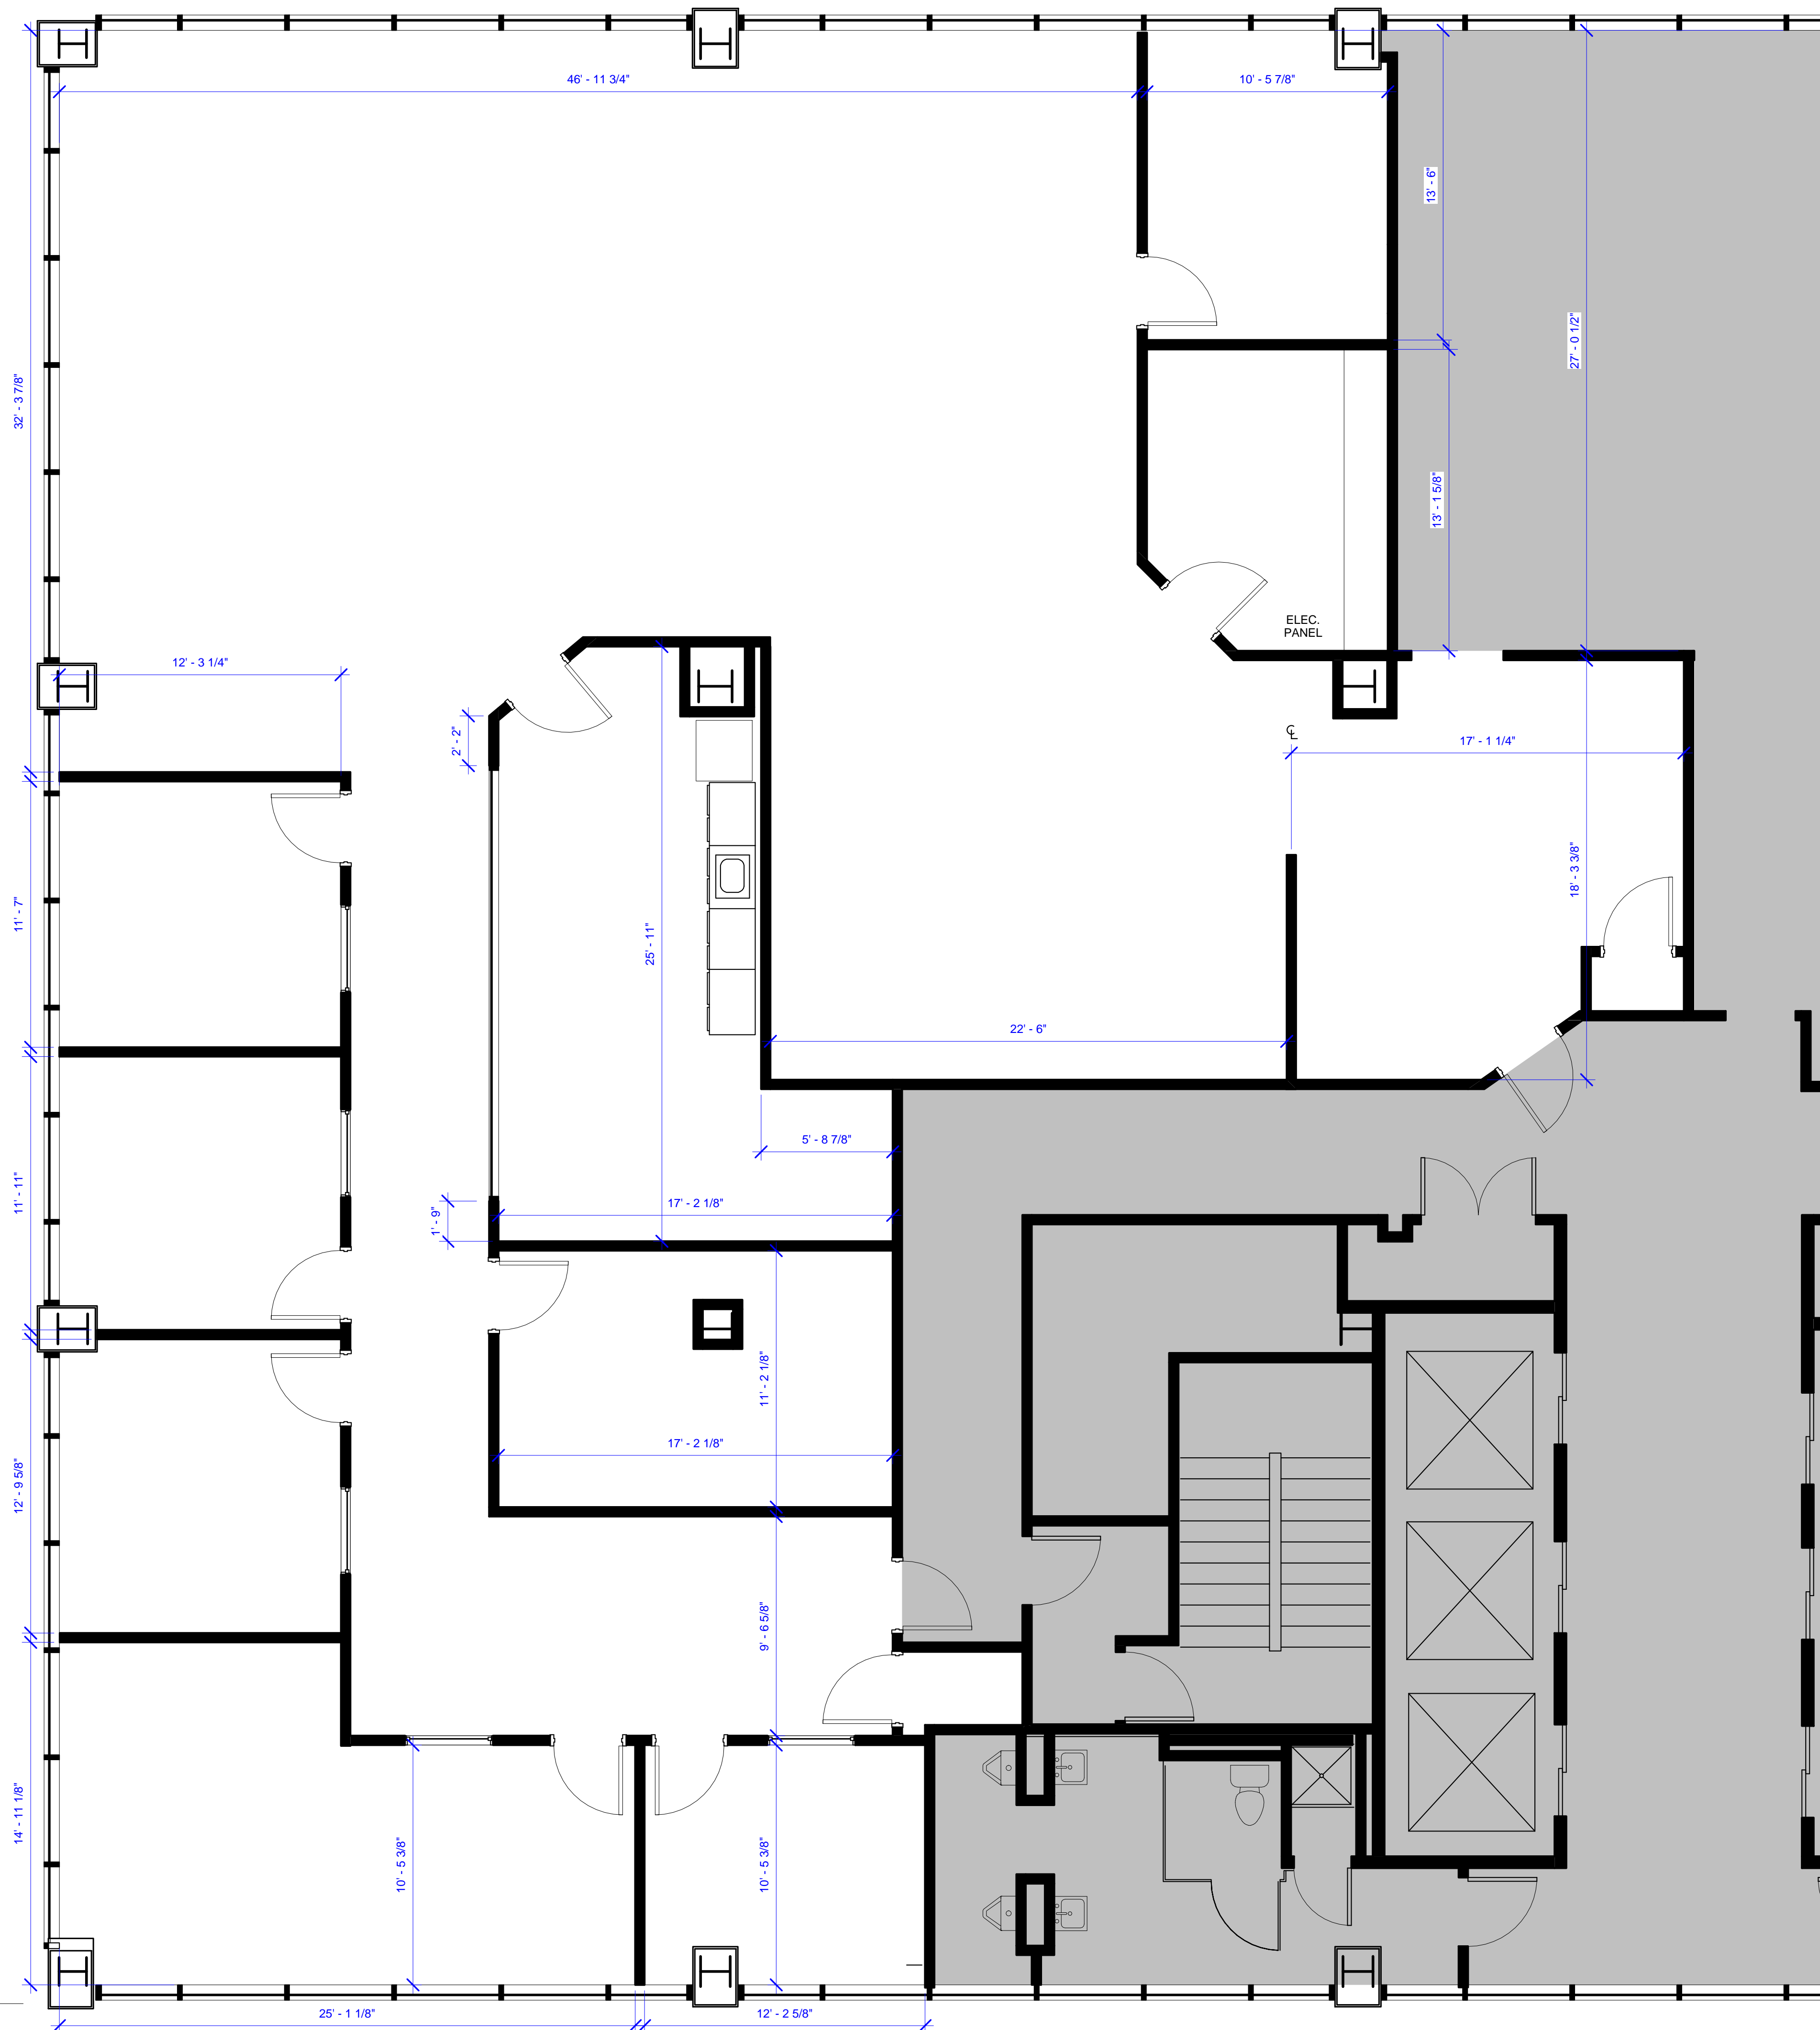 46' - 11 3/4"
10' - 5 7/8"
13' - 6"
27' - 0 1/2"
32' - 3 7/8"
13' - 1 5/8"
ELEC.
PANEL
12' - 3 1/4"
2' - 2"
℄
17' - 1 1/4"
18' - 3 3/8"
11' - 7"
25' - 11"
22' - 6"
5' - 8 7/8"
11' - 11"
17' - 2 1/8"
1' - 9"
11' - 2 1/8"
17' - 2 1/8"
12' - 9 5/8"
9' - 6 5/8"
14' - 11 1/8"
10' - 5 3/8"
10' - 5 3/8"
25' - 1 1/8"
12' - 2 5/8"